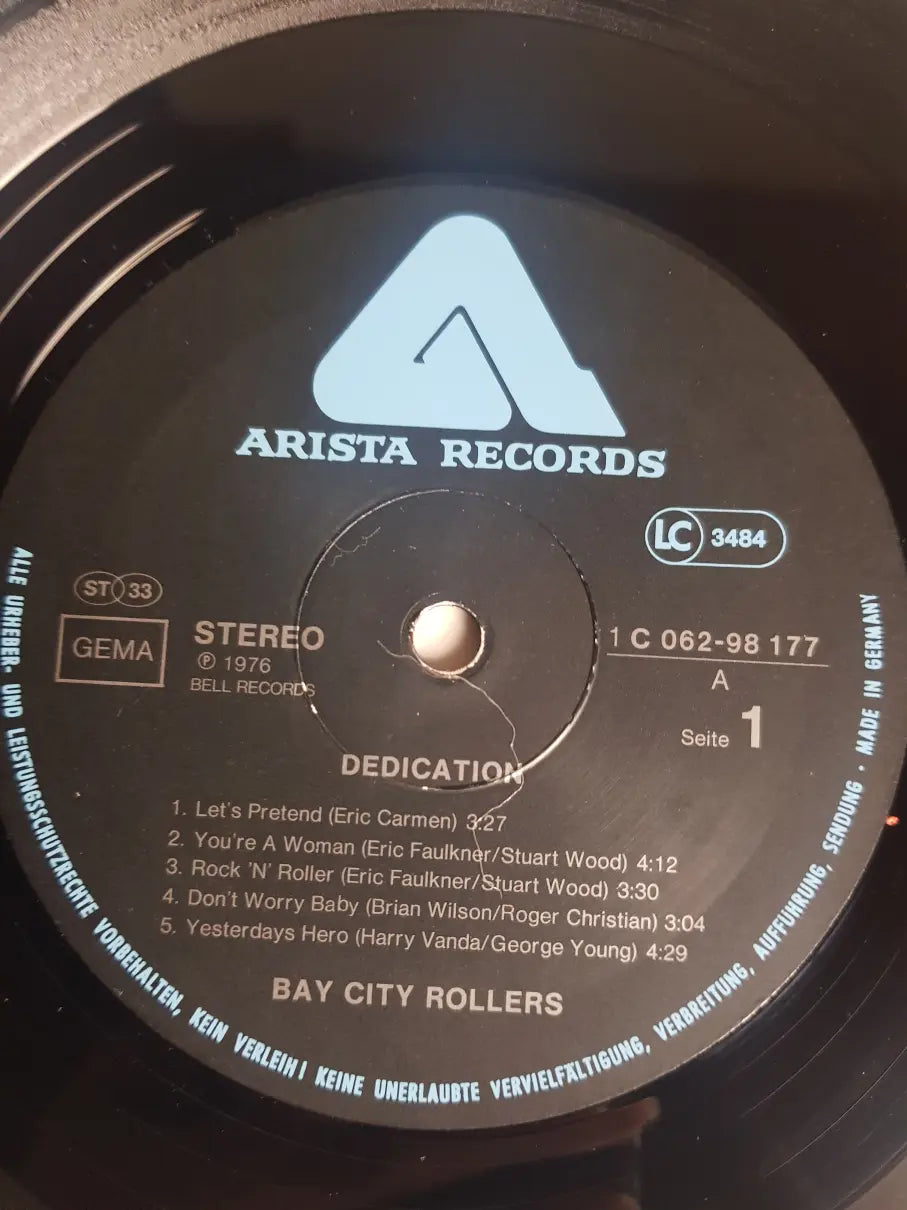 ARISTA RECORDS
LC 3484
ST 33
GEMA
STEREO
℗ 1976
BELL RECORDS
1 C 062-98 177
A
Seite 1
DEDICATION
1. Let's Pretend (Eric Carmen) 3:27
2. You're A Woman (Eric Faulkner/Stuart Wood) 4:12
3. Rock 'N' Roller (Eric Faulkner/Stuart Wood) 3:30
4. Don't Worry Baby (Brian Wilson/Roger Christian) 3:04
5. Yesterdays Hero (Harry Vanda/George Young) 4:29
BAY CITY ROLLERS
ALLE URHEBER- UND LEISTUNGSSCHUTZRECHTE VORBEHALTEN, KEIN VERLEIH! KEINE UNERLAUBTE VERVIELFÄLTIGUNG, VERBREITUNG, AUFFÜHRUNG, SENDUNG · MADE IN GERMANY